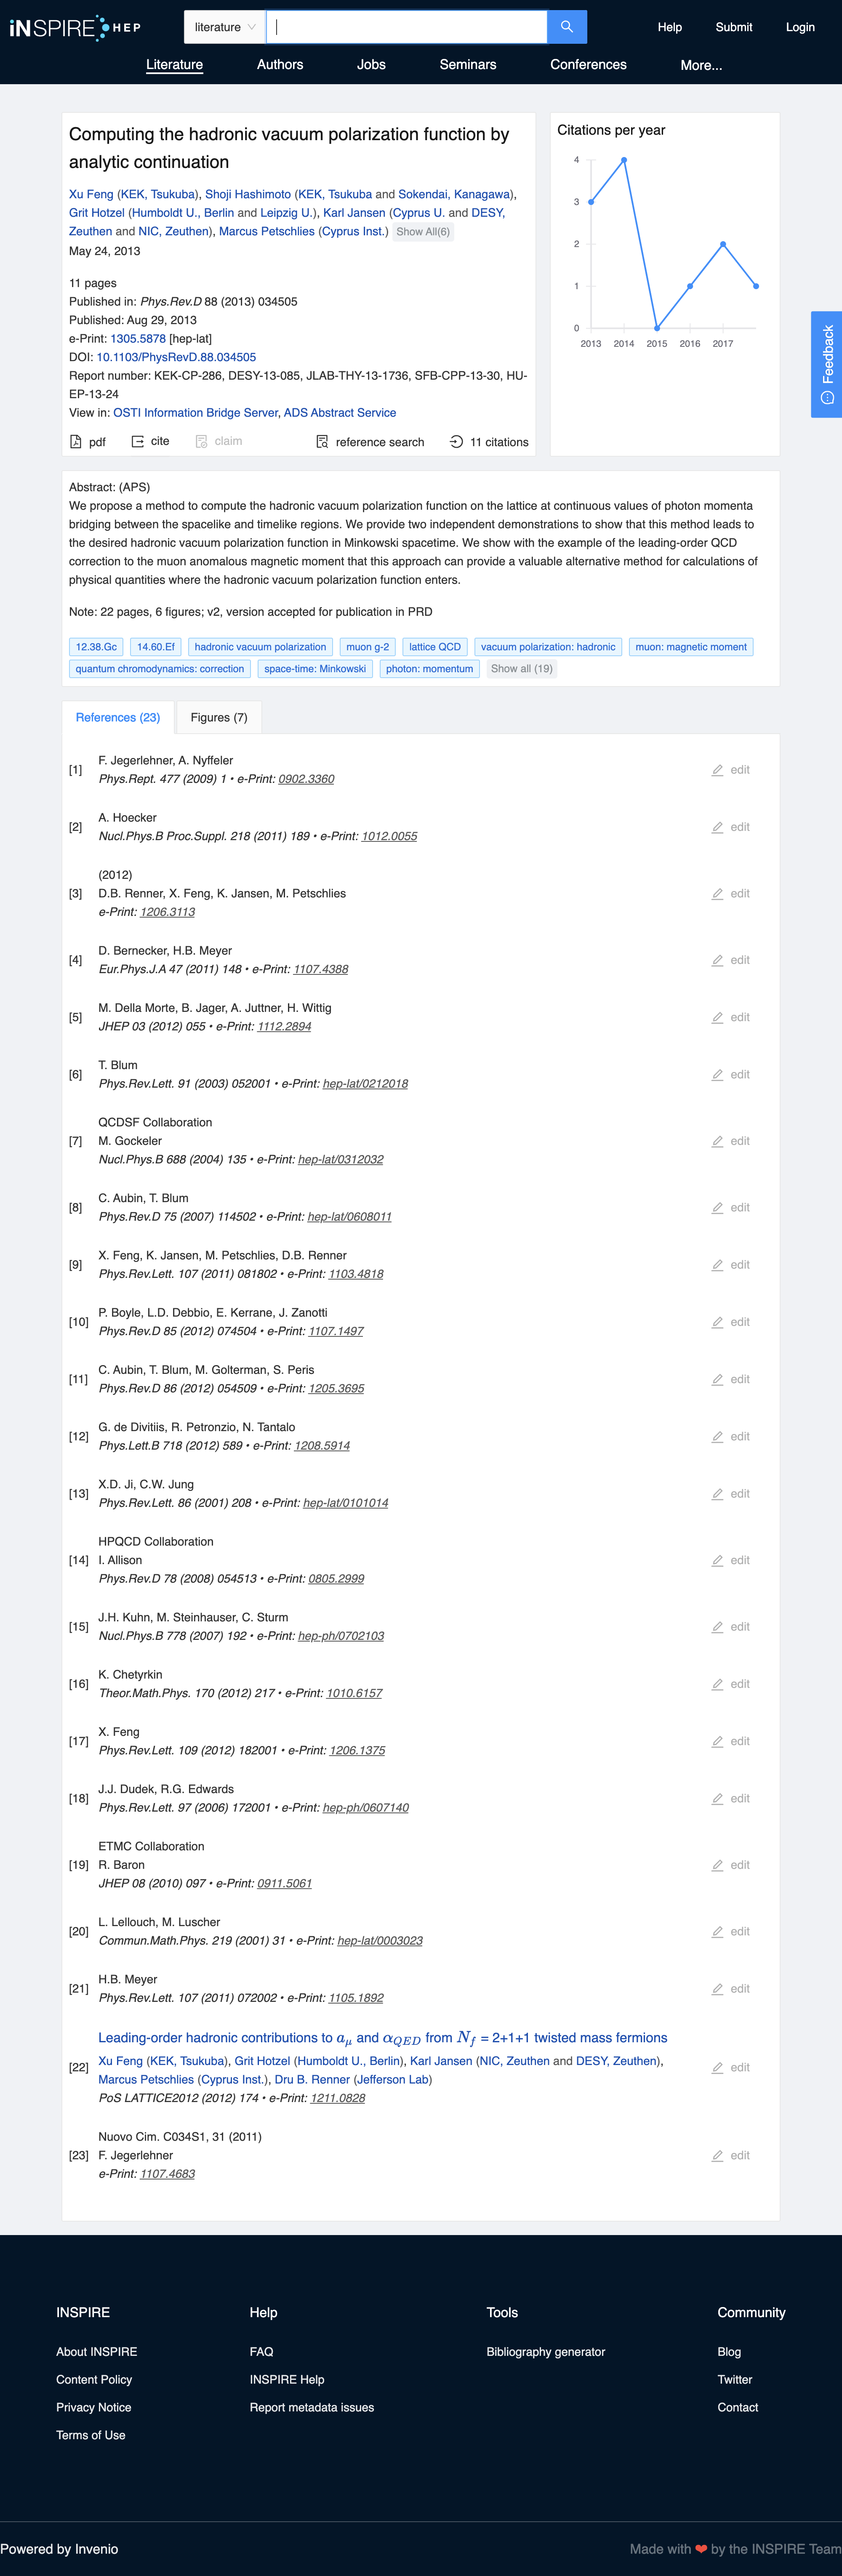 iNSPIRE HEP
literature
Help Submit Login
Literature Authors Jobs Seminars Conferences More...
Computing the hadronic vacuum polarization function by
analytic continuation
Xu Feng (KEK, Tsukuba), Shoji Hashimoto (KEK, Tsukuba and Sokendai, Kanagawa),
Grit Hotzel (Humboldt U., Berlin and Leipzig U.), Karl Jansen (Cyprus U. and DESY,
Zeuthen and NIC, Zeuthen), Marcus Petschlies (Cyprus Inst.) Show All(6)
May 24, 2013
11 pages
Published in: Phys.Rev.D 88 (2013) 034505
Published: Aug 29, 2013
e-Print: 1305.5878 [hep-lat]
DOI: 10.1103/PhysRevD.88.034505
Report number: KEK-CP-286, DESY-13-085, JLAB-THY-13-1736, SFB-CPP-13-30, HU-
EP-13-24
View in: OSTI Information Bridge Server, ADS Abstract Service
pdf cite claim reference search 11 citations
Citations per year
4
3
2
1
0
2013 2014 2015 2016 2017
Feedback
Abstract: (APS)
We propose a method to compute the hadronic vacuum polarization function on the lattice at continuous values of photon momenta
bridging between the spacelike and timelike regions. We provide two independent demonstrations to show that this method leads to
the desired hadronic vacuum polarization function in Minkowski spacetime. We show with the example of the leading-order QCD
correction to the muon anomalous magnetic moment that this approach can provide a valuable alternative method for calculations of
physical quantities where the hadronic vacuum polarization function enters.
Note: 22 pages, 6 figures; v2, version accepted for publication in PRD
12.38.Gc 14.60.Ef hadronic vacuum polarization muon g-2 lattice QCD vacuum polarization: hadronic muon: magnetic moment
quantum chromodynamics: correction space-time: Minkowski photon: momentum Show all (19)
References (23) Figures (7)
[1] F. Jegerlehner, A. Nyffeler
Phys.Rept. 477 (2009) 1 • e-Print: 0902.3360
edit
[2] A. Hoecker
Nucl.Phys.B Proc.Suppl. 218 (2011) 189 • e-Print: 1012.0055
edit
(2012)
[3] D.B. Renner, X. Feng, K. Jansen, M. Petschlies
e-Print: 1206.3113
edit
[4] D. Bernecker, H.B. Meyer
Eur.Phys.J.A 47 (2011) 148 • e-Print: 1107.4388
edit
[5] M. Della Morte, B. Jager, A. Juttner, H. Wittig
JHEP 03 (2012) 055 • e-Print: 1112.2894
edit
[6] T. Blum
Phys.Rev.Lett. 91 (2003) 052001 • e-Print: hep-lat/0212018
edit
QCDSF Collaboration
[7] M. Gockeler
Nucl.Phys.B 688 (2004) 135 • e-Print: hep-lat/0312032
edit
[8] C. Aubin, T. Blum
Phys.Rev.D 75 (2007) 114502 • e-Print: hep-lat/0608011
edit
[9] X. Feng, K. Jansen, M. Petschlies, D.B. Renner
Phys.Rev.Lett. 107 (2011) 081802 • e-Print: 1103.4818
edit
[10] P. Boyle, L.D. Debbio, E. Kerrane, J. Zanotti
Phys.Rev.D 85 (2012) 074504 • e-Print: 1107.1497
edit
[11] C. Aubin, T. Blum, M. Golterman, S. Peris
Phys.Rev.D 86 (2012) 054509 • e-Print: 1205.3695
edit
[12] G. de Divitiis, R. Petronzio, N. Tantalo
Phys.Lett.B 718 (2012) 589 • e-Print: 1208.5914
edit
[13] X.D. Ji, C.W. Jung
Phys.Rev.Lett. 86 (2001) 208 • e-Print: hep-lat/0101014
edit
HPQCD Collaboration
[14] I. Allison
Phys.Rev.D 78 (2008) 054513 • e-Print: 0805.2999
edit
[15] J.H. Kuhn, M. Steinhauser, C. Sturm
Nucl.Phys.B 778 (2007) 192 • e-Print: hep-ph/0702103
edit
[16] K. Chetyrkin
Theor.Math.Phys. 170 (2012) 217 • e-Print: 1010.6157
edit
[17] X. Feng
Phys.Rev.Lett. 109 (2012) 182001 • e-Print: 1206.1375
edit
[18] J.J. Dudek, R.G. Edwards
Phys.Rev.Lett. 97 (2006) 172001 • e-Print: hep-ph/0607140
edit
ETMC Collaboration
[19] R. Baron
JHEP 08 (2010) 097 • e-Print: 0911.5061
edit
[20] L. Lellouch, M. Luscher
Commun.Math.Phys. 219 (2001) 31 • e-Print: hep-lat/0003023
edit
[21] H.B. Meyer
Phys.Rev.Lett. 107 (2011) 072002 • e-Print: 1105.1892
edit
Leading-order hadronic contributions to aμ and αQED from Nf = 2+1+1 twisted mass fermions
[22] Xu Feng (KEK, Tsukuba), Grit Hotzel (Humboldt U., Berlin), Karl Jansen (NIC, Zeuthen and DESY, Zeuthen),
Marcus Petschlies (Cyprus Inst.), Dru B. Renner (Jefferson Lab)
PoS LATTICE2012 (2012) 174 • e-Print: 1211.0828
edit
Nuovo Cim. C034S1, 31 (2011)
[23] F. Jegerlehner
e-Print: 1107.4683
edit
INSPIRE
About INSPIRE
Content Policy
Privacy Notice
Terms of Use
Help
FAQ
INSPIRE Help
Report metadata issues
Tools
Bibliography generator
Community
Blog
Twitter
Contact
Powered by Invenio
Made with ❤ by the INSPIRE Team